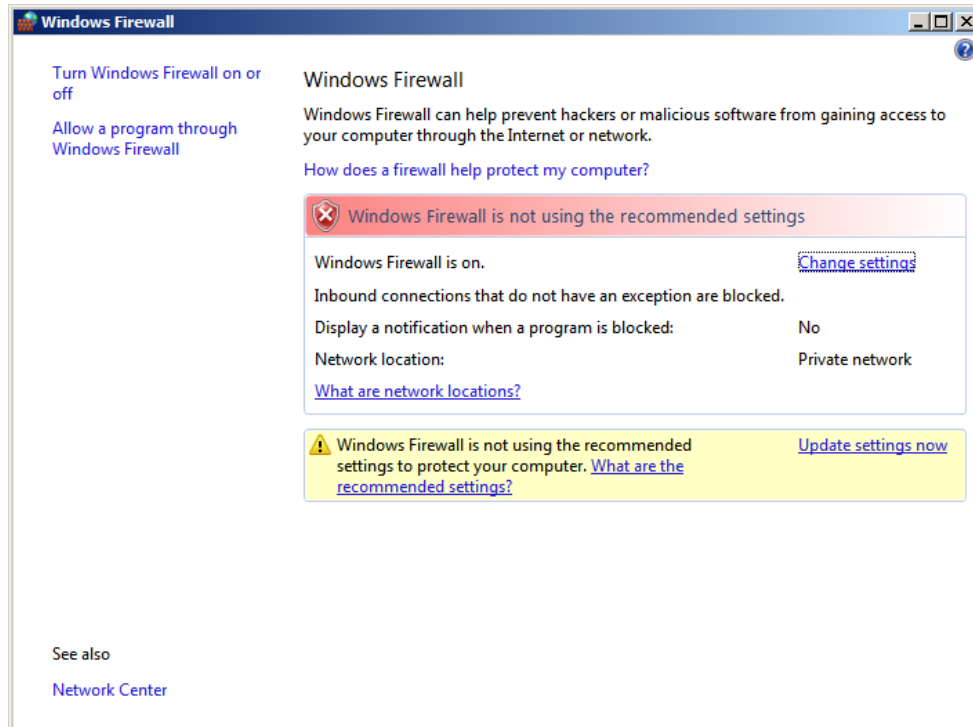 Windows Firewall
Turn Windows Firewall on or
off
Allow a program through
Windows Firewall
Windows Firewall
Windows Firewall can help prevent hackers or malicious software from gaining access to
your computer through the Internet or network.
How does a firewall help protect my computer?
Windows Firewall is not using the recommended settings
Windows Firewall is on.
Change settings
Inbound connections that do not have an exception are blocked.
Display a notification when a program is blocked:
No
Network location:
Private network
What are network locations?
Windows Firewall is not using the recommended
settings to protect your computer. What are the
recommended settings?
Update settings now
See also
Network Center